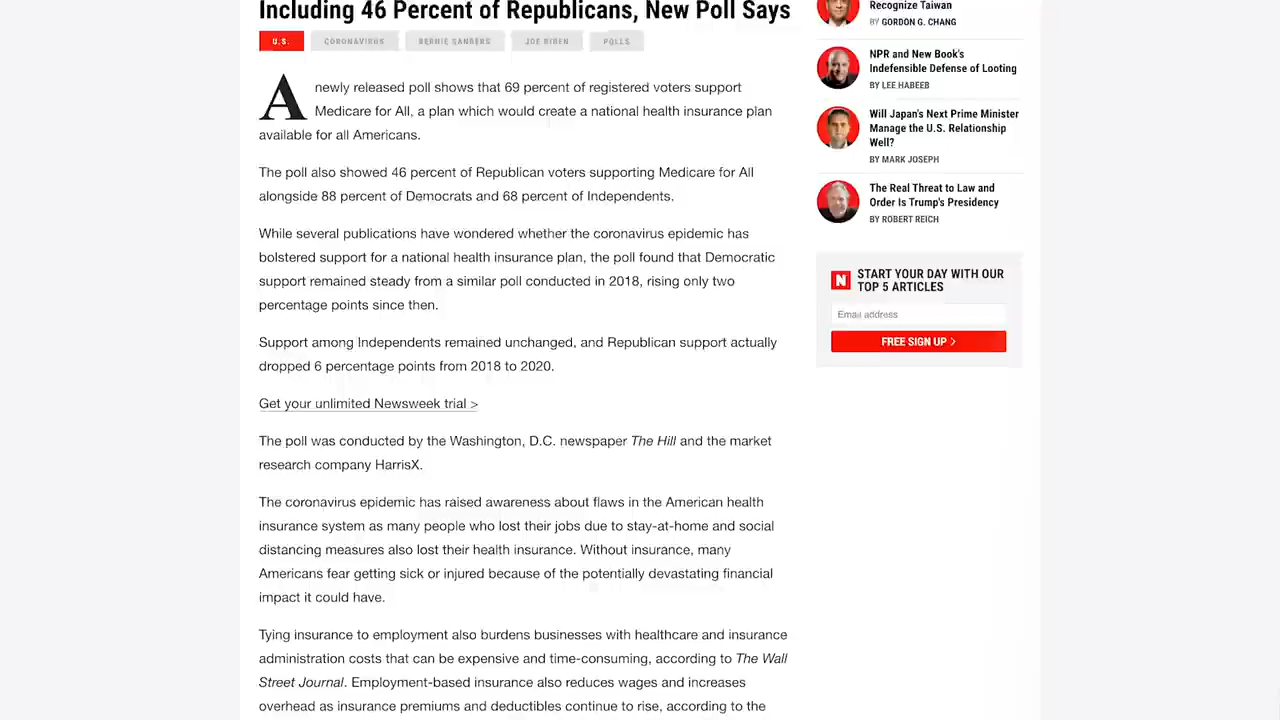 Including 46 Percent of Republicans, New Poll Says
U.S.
CORONAVIRUS
BERNIE SANDERS
JOE BIDEN
POLLS
A newly released poll shows that 69 percent of registered voters support
Medicare for All, a plan which would create a national health insurance plan
available for all Americans.
The poll also showed 46 percent of Republican voters supporting Medicare for All
alongside 88 percent of Democrats and 68 percent of Independents.
While several publications have wondered whether the coronavirus epidemic has
bolstered support for a national health insurance plan, the poll found that Democratic
support remained steady from a similar poll conducted in 2018, rising only two
percentage points since then.
Support among Independents remained unchanged, and Republican support actually
dropped 6 percentage points from 2018 to 2020.
Get your unlimited Newsweek trial >
The poll was conducted by the Washington, D.C. newspaper The Hill and the market
research company HarrisX.
The coronavirus epidemic has raised awareness about flaws in the American health
insurance system as many people who lost their jobs due to stay-at-home and social
distancing measures also lost their health insurance. Without insurance, many
Americans fear getting sick or injured because of the potentially devastating financial
impact it could have.
Tying insurance to employment also burdens businesses with healthcare and insurance
administration costs that can be expensive and time-consuming, according to The Wall
Street Journal. Employment-based insurance also reduces wages and increases
overhead as insurance premiums and deductibles continue to rise, according to the
Recognize Taiwan
BY GORDON G. CHANG
NPR and New Book's
Indefensible Defense of Looting
BY LEE HABEEB
Will Japan's Next Prime Minister
Manage the U.S. Relationship
Well?
BY MARK JOSEPH
The Real Threat to Law and
Order Is Trump's Presidency
BY ROBERT REICH
N
START YOUR DAY WITH OUR
TOP 5 ARTICLES
Email address
FREE SIGN UP >